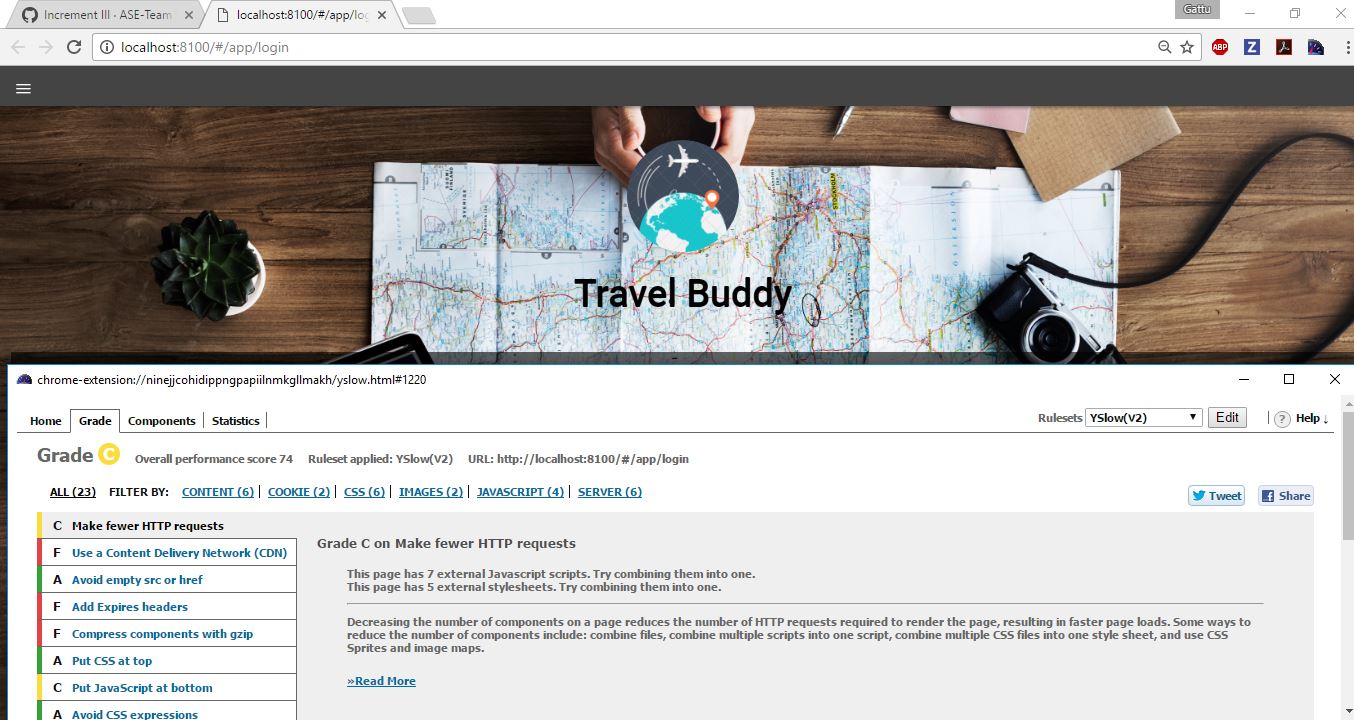 Increment III · ASE-Team
localhost:8100/#/app/log
Gattu
localhost:8100/#/app/login
ABP
Z
STOCKHOLM
Travel Buddy
chrome-extension://ninejjcohidippngpapiilnmkgllmakh/yslow.html#1220
Home Grade Components Statistics
Rulesets YSlow(V2) Edit ? Help ↓
Grade C Overall performance score 74 Ruleset applied: YSlow(V2) URL: http://localhost:8100/#/app/login
ALL (23) FILTER BY: CONTENT (6) COOKIE (2) CSS (6) IMAGES (2) JAVASCRIPT (4) SERVER (6)
Tweet Share
C Make fewer HTTP requests
F Use a Content Delivery Network (CDN)
A Avoid empty src or href
F Add Expires headers
F Compress components with gzip
A Put CSS at top
C Put JavaScript at bottom
A Avoid CSS expressions
Grade C on Make fewer HTTP requests
This page has 7 external Javascript scripts. Try combining them into one.
This page has 5 external stylesheets. Try combining them into one.
Decreasing the number of components on a page reduces the number of HTTP requests required to render the page, resulting in faster page loads. Some ways to
reduce the number of components include: combine files, combine multiple scripts into one script, combine multiple CSS files into one style sheet, and use CSS
Sprites and image maps.
»Read More